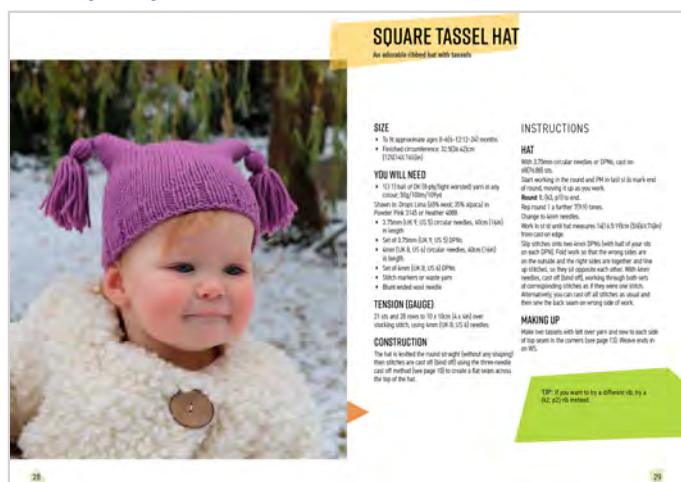 SQUARE TASSEL HAT
An adorable ribbed hat with tassels
SIZE
• To fit approximate ages 0–6(6–12:12–24) months
• Finished circumference: 32.5(36:42)cm
YOU WILL NEED
• 1(1:1) ball of DK (8-ply/light worsted) yarn in any
colour; 50g/100m/109yd
Shown in: Drops Lima (65% wool; 35% alpaca) in
Powder Pink 3145 or Heather 4088
• 3.75mm (UK 9, US 5) circular needles, 40cm (16in)
in length
• Set of 3.75mm (UK 9, US 5) DPNs
• 4mm (UK 8, US 6) circular needles, 40cm (16in)
in length
• Set of 4mm (UK 8, US 6) DPNs
• Stitch markers or waste yarn
• Blunt-ended wool needle
TENSION (GAUGE)
21 sts and 28 rows to 10 x 10cm (4 x 4in) over
stocking stitch, using 4mm (UK 8, US 6) needles
CONSTRUCTION
The hat is knitted the round straight (without any shaping)
then stitches are cast off (bind off) using the three-needle
cast off method (see page 10) to create a flat seam across
the top of the hat.
INSTRUCTIONS
HAT
With 3.75mm circular needles or DPNs, cast on
sts.
Start working in the round and PM in last st to mark end
of round, moving it up as you work.
Round 1: (k3, p1) to end.
Rep round 1 a further 7(9:9) times.
Change to 4mm needles.
Work in st st until hat measures
from cast-on edge.
Slip stitches onto two 4mm DPNs (with half of your sts
on each DPN). Fold work so that the wrong sides are
on the outside and the right sides are together and line
up stitches, so they sit opposite each other. With 4mm
needles, cast off (bind off), working through both sets
of corresponding stitches as if they were one stitch.
Alternatively, you can cast off all stitches as usual and
then sew the back seam on wrong side of work.
MAKING UP
Make two tassels with left over yarn and sew to each side
of top seam in the corners (see page 13). Weave ends in
on WS.
TIP: If you want to try a different rib, try a
(k2, p2) rib instead.
28
29